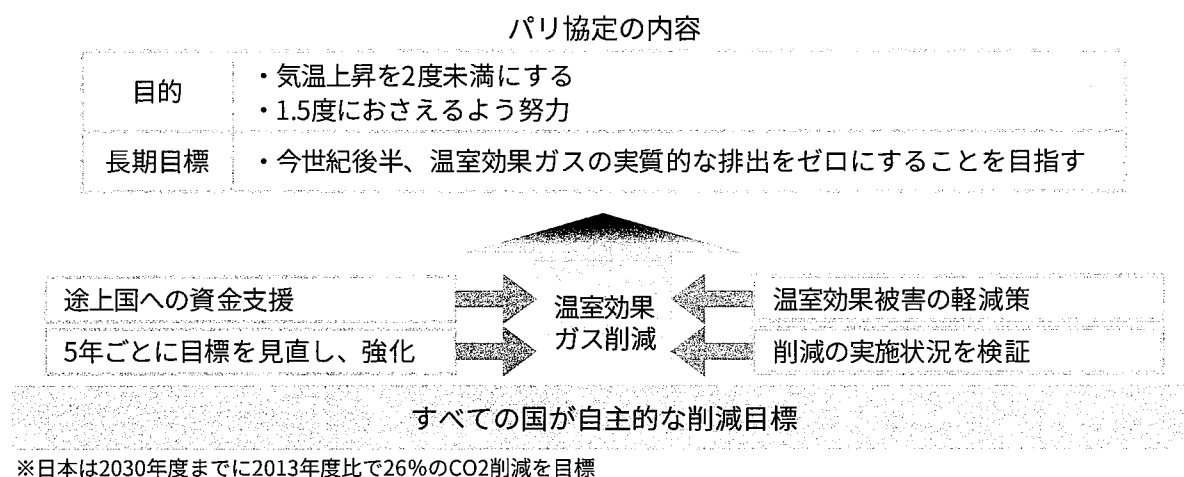 パリ協定の内容
目的
・気温上昇を2度未満にする
・1.5度におさえるよう努力
長期目標
・今世紀後半、温室効果ガスの実質的な排出をゼロにすることを目指す
途上国への資金支援
5年ごとに目標を見直し、強化
温室効果
ガス削減
温室効果被害の軽減策
削減の実施状況を検証
すべての国が自主的な削減目標
※日本は2030年度までに2013年度比で26%のCO2削減を目標